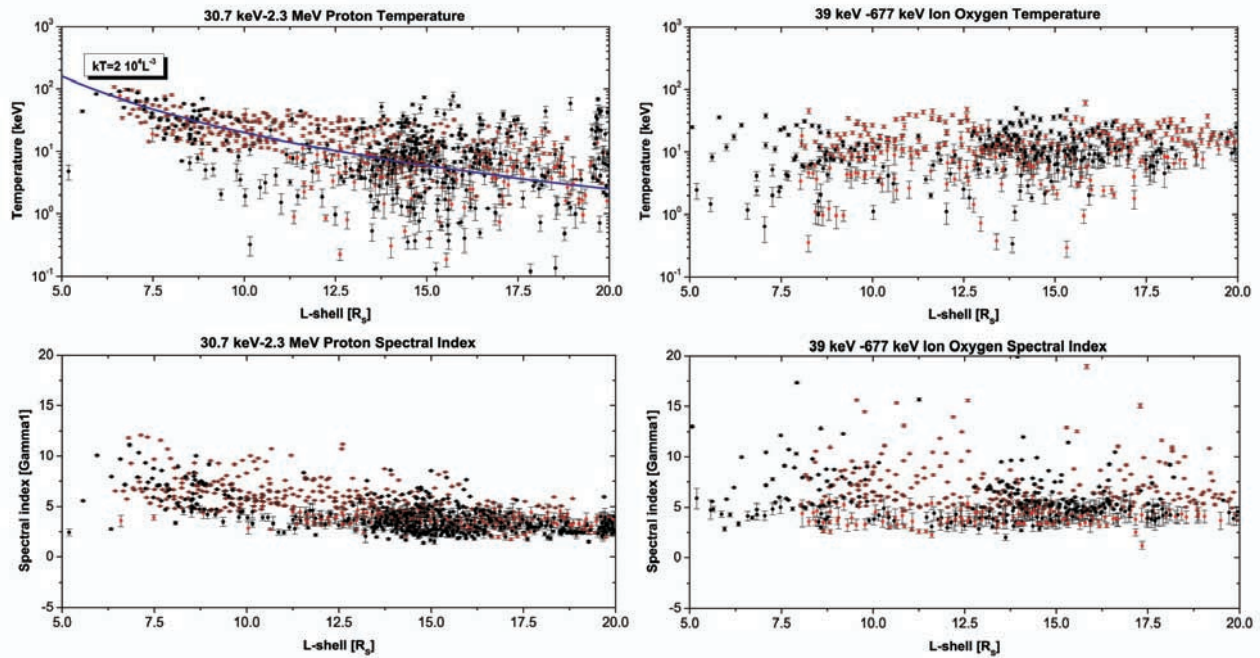 30.7 keV-2.3 MeV Proton Temperature
10³
10²
10¹
10⁰
10⁻¹
Temperature [keV]
kT=2 10⁴L⁻³
5.0 7.5 10.0 12.5 15.0 17.5 20.0
L-shell [R_S]
39 keV -677 keV Ion Oxygen Temperature
10³
10²
10¹
10⁰
10⁻¹
Temperature [keV]
5.0 7.5 10.0 12.5 15.0 17.5 20.0
L-shell [R_S]
30.7 keV-2.3 MeV Proton Spectral Index
20
15
10
5
0
-5
Spectral index [Gamma1]
5.0 7.5 10.0 12.5 15.0 17.5 20.0
L-shell [R_S]
39 keV -677 keV Ion Oxygen Spectral Index
20
15
10
5
0
-5
Spectral index [Gamma1]
5.0 7.5 10.0 12.5 15.0 17.5 20.0
L-shell [R_S]